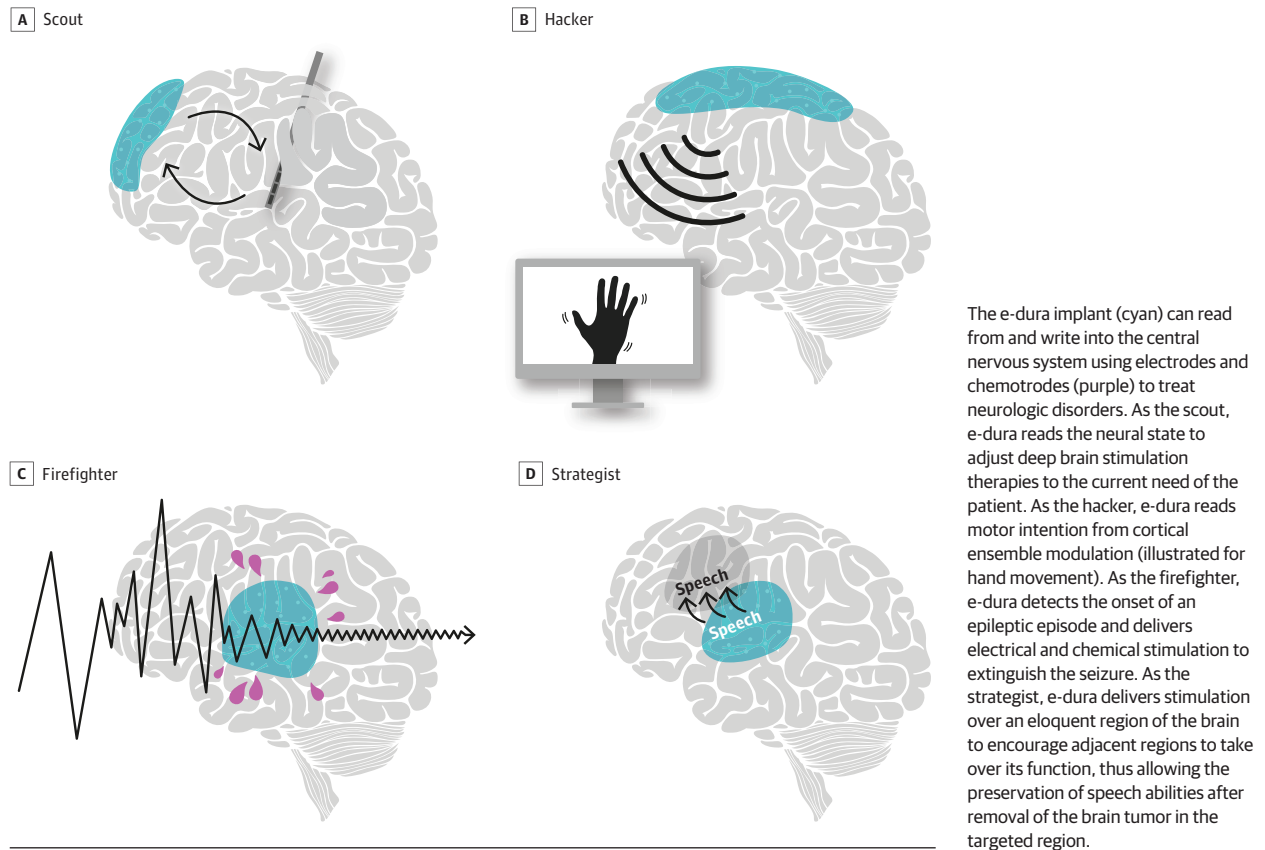 A Scout
B Hacker
C Firefighter
D Strategist
Speech
Speech
The e-dura implant (cyan) can read
from and write into the central
nervous system using electrodes and
chemotrodes (purple) to treat
neurologic disorders. As the scout,
e-dura reads the neural state to
adjust deep brain stimulation
therapies to the current need of the
patient. As the hacker, e-dura reads
motor intention from cortical
ensemble modulation (illustrated for
hand movement). As the firefighter,
e-dura detects the onset of an
epileptic episode and delivers
electrical and chemical stimulation to
extinguish the seizure. As the
strategist, e-dura delivers stimulation
over an eloquent region of the brain
to encourage adjacent regions to take
over its function, thus allowing the
preservation of speech abilities after
removal of the brain tumor in the
targeted region.